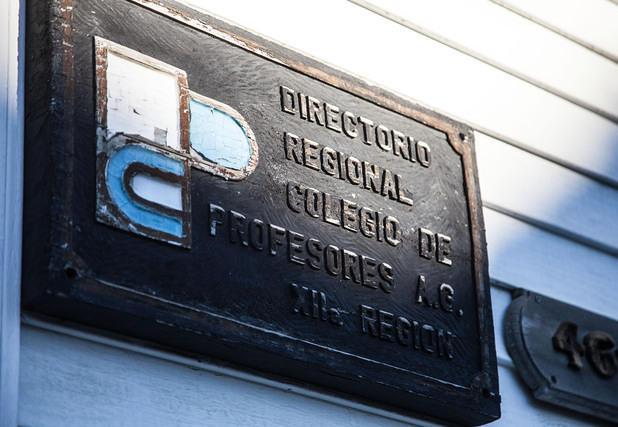 DIRECTORIO
REGIONAL
COLEGIO DE
PROFESORES A.G.
XIIa REGION